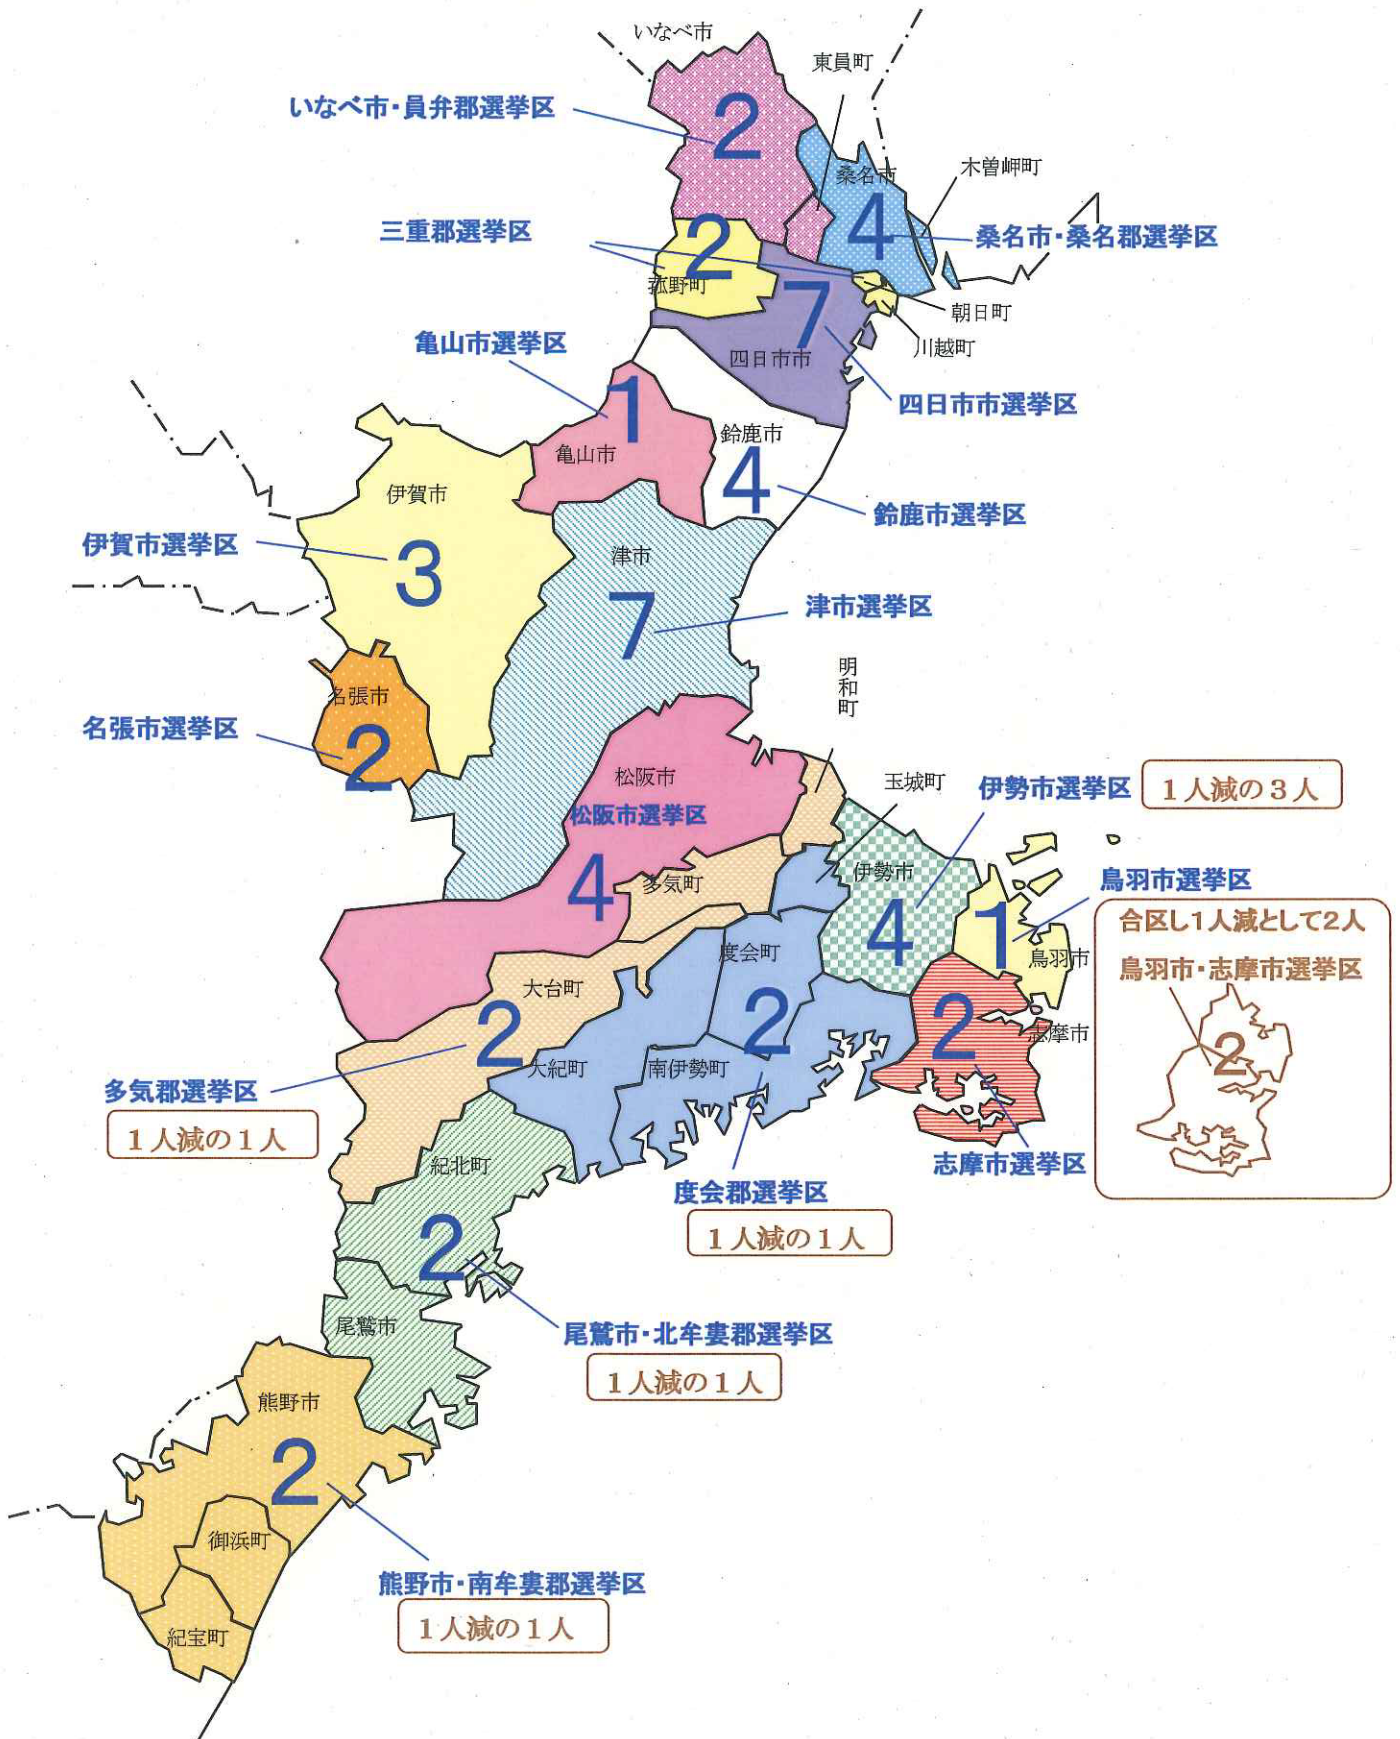 いなべ市
東員町
いなべ市・員弁郡選挙区
2
木曽岬町
桑名市
4
三重郡選挙区
桑名市・桑名郡選挙区
2
菰野町
7
朝日町
川越町
亀山市選挙区
四日市市
四日市市選挙区
1
鈴鹿市
亀山市
4
伊賀市
鈴鹿市選挙区
伊賀市選挙区
3
津市
津市選挙区
7
明和町
名張市
名張市選挙区
2
松阪市
玉城町
伊勢市選挙区
1人減の3人
松阪市選挙区
4
多気町
伊勢市
4
鳥羽市選挙区
1
合区し1人減として2人
鳥羽市
鳥羽市・志摩市選挙区
2
度会町
大台町
2
2
2
志摩市
大紀町
南伊勢町
多気郡選挙区
1人減の1人
志摩市選挙区
紀北町
度会郡選挙区
1人減の1人
2
尾鷲市
尾鷲市・北牟婁郡選挙区
1人減の1人
熊野市
2
御浜町
熊野市・南牟婁郡選挙区
1人減の1人
紀宝町